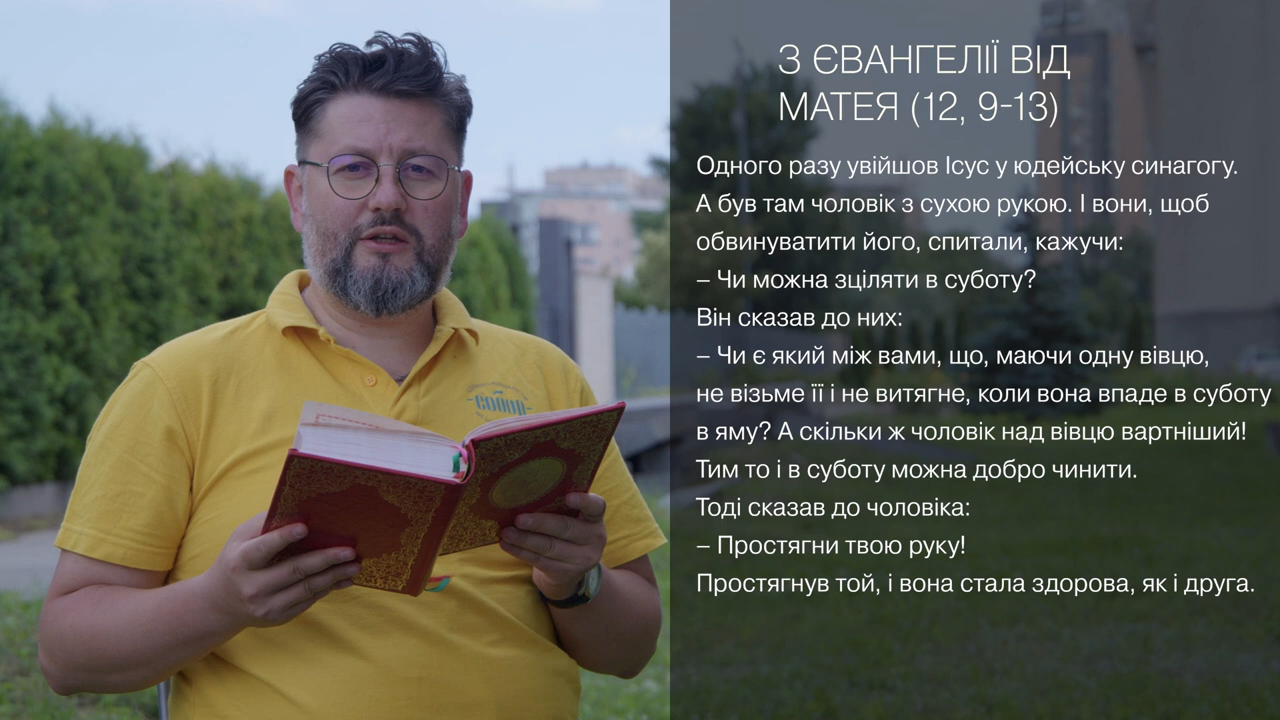 СОПОР
З ЄВАНГЕЛІЇ ВІД
МАТЕЯ (12, 9-13)
Одного разу увійшов Ісус у юдейську синагогу.
А був там чоловік з сухою рукою. І вони, щоб
обвинуватити його, спитали, кажучи:
– Чи можна зціляти в суботу?
Він сказав до них:
– Чи є який між вами, що, маючи одну вівцю,
не візьме її і не витягне, коли вона впаде в суботу
в яму? А скільки ж чоловік над вівцю вартніший!
Тим то і в суботу можна добро чинити.
Тоді сказав до чоловіка:
– Простягни твою руку!
Простягнув той, і вона стала здорова, як і друга.